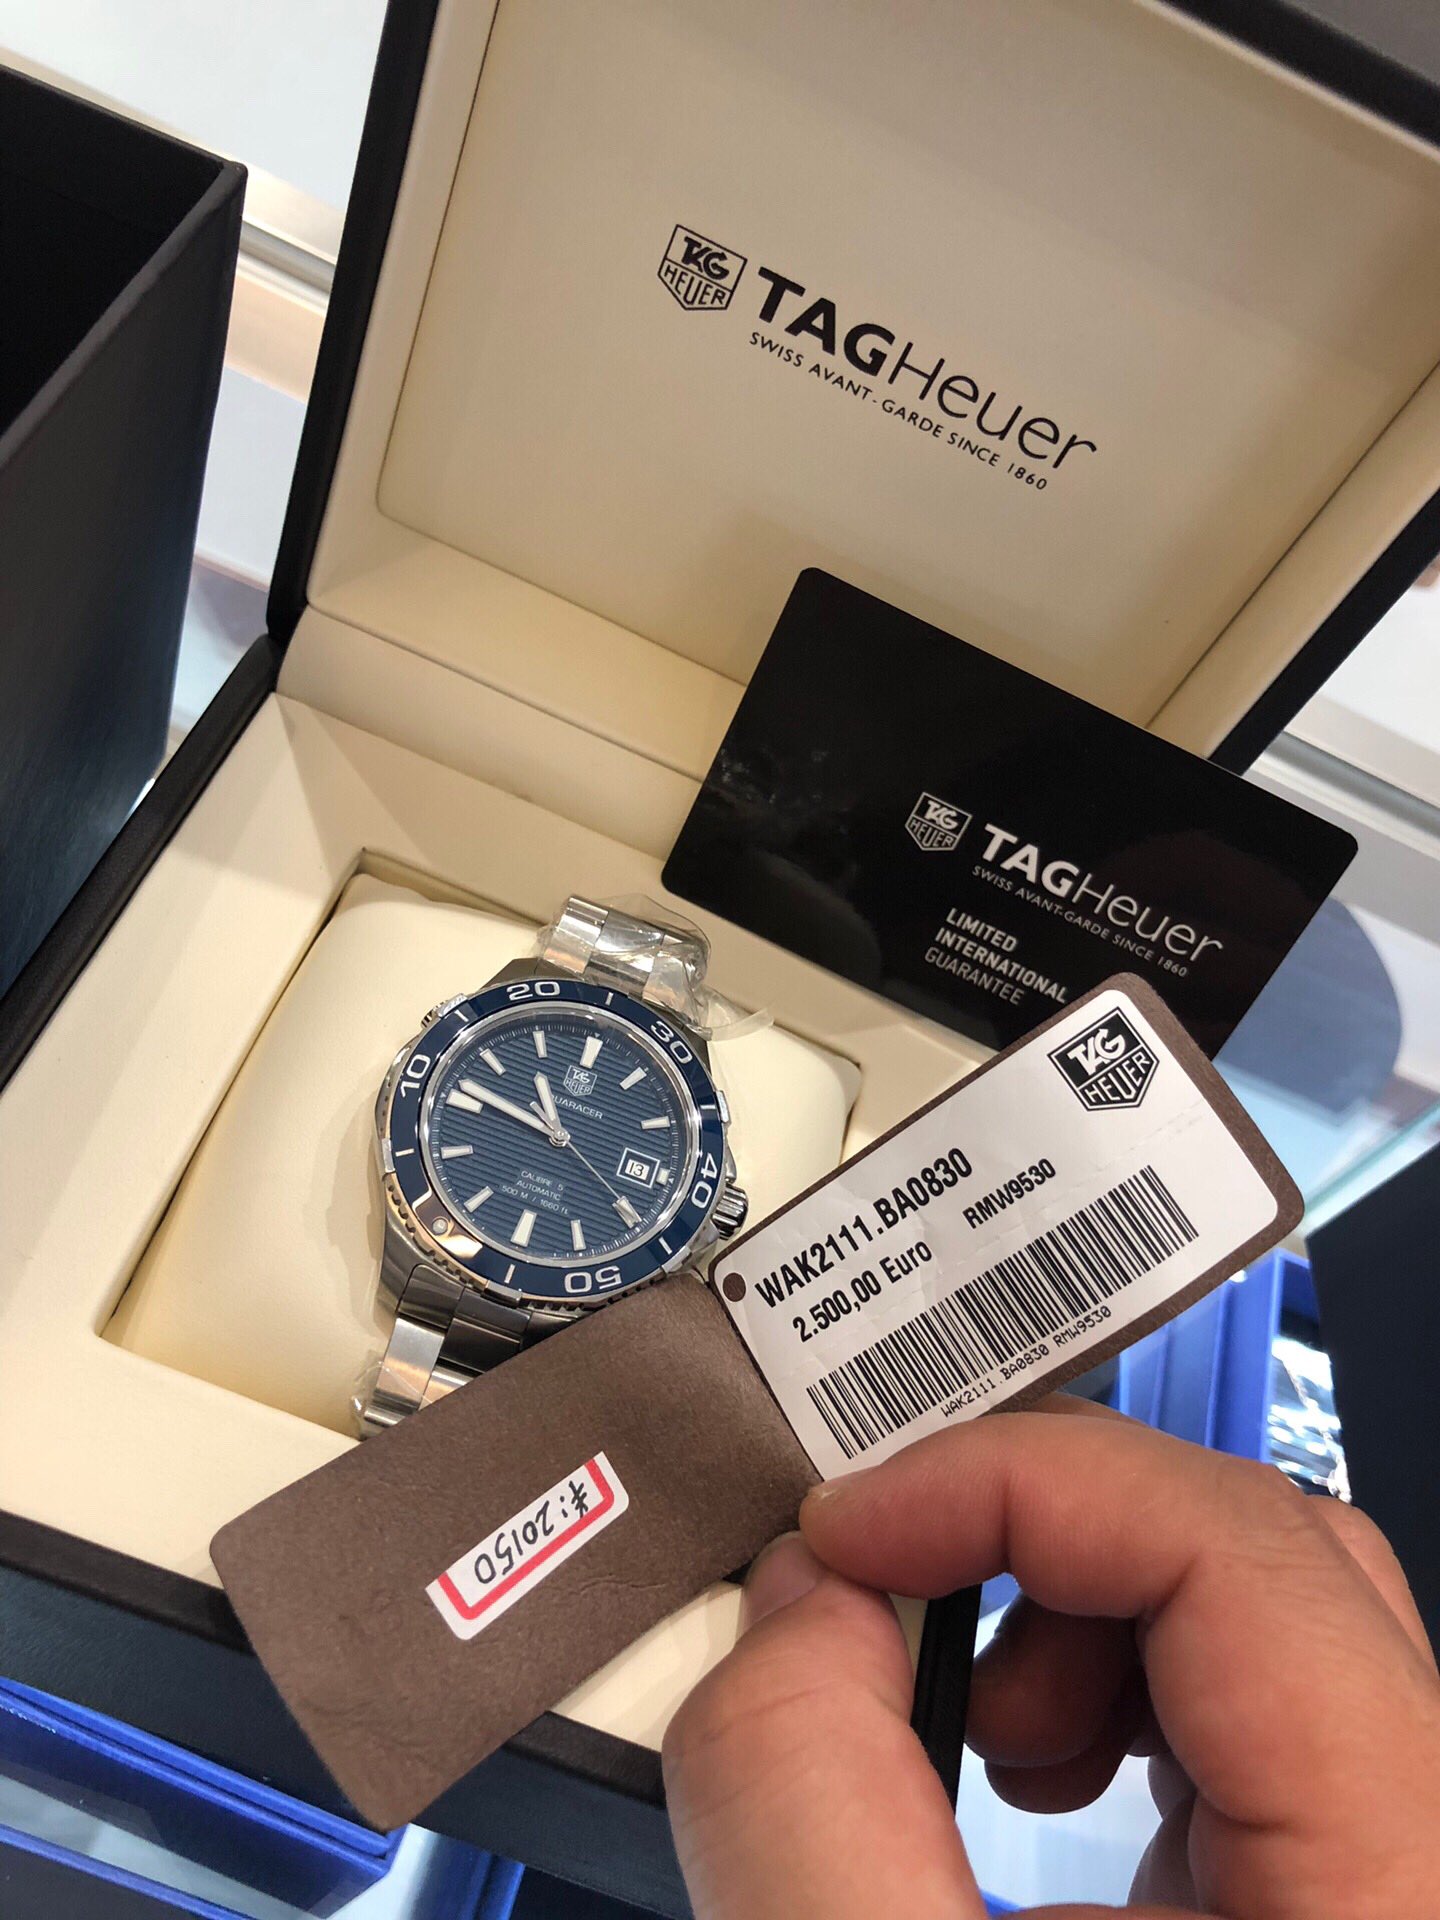 TAG
HEUER
TAGHeuer
SWISS AVANT-GARDE SINCE 1860
TAG
HEUER
TAGHeuer
SWISS AVANT-GARDE SINCE 1860
LIMITED
INTERNATIONAL
GUARANTEE
TAG
HEUER
WAK2111.BA0830
2.500,00 Euro
RMW9530
WAK2111.BA0830 RMW9530
10
20
30
40
50
TAG
HEUER
13
CALIBRE 5
AUTOMATIC
500 M / 1660 ft
¥:20150